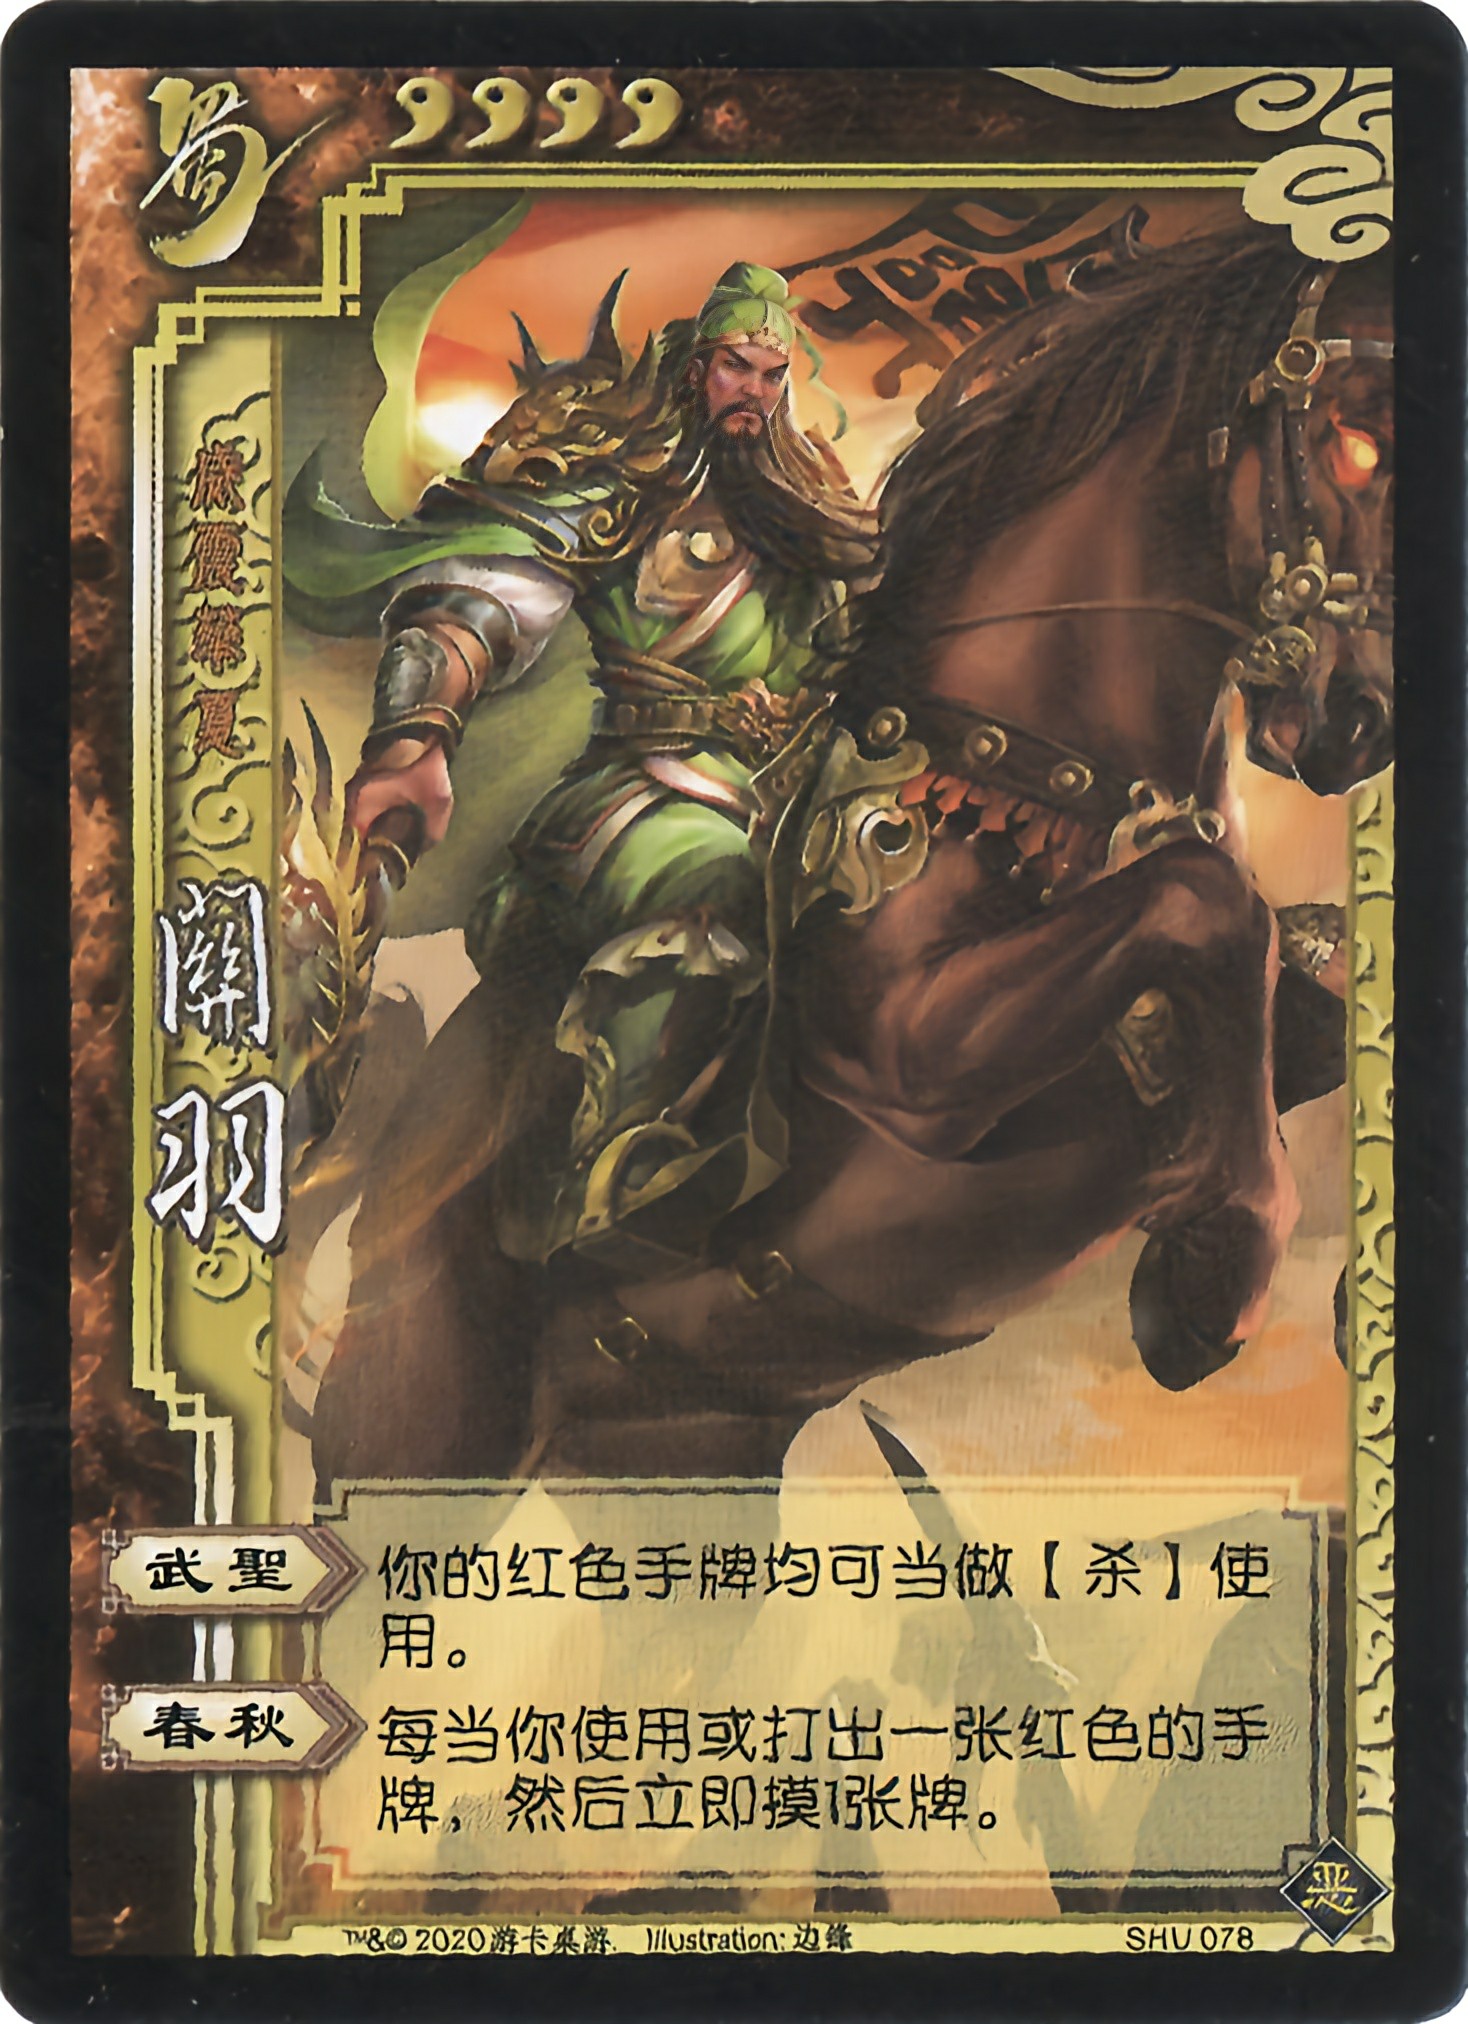 蜀
威震華夏
關羽
武聖
你的红色手牌均可当做【杀】使
用。
春秋
每当你使用或打出一张红色的手
牌，然后立即摸1张牌。
™&© 2020游卡桌游. Illustration: 边锋
SHU 078